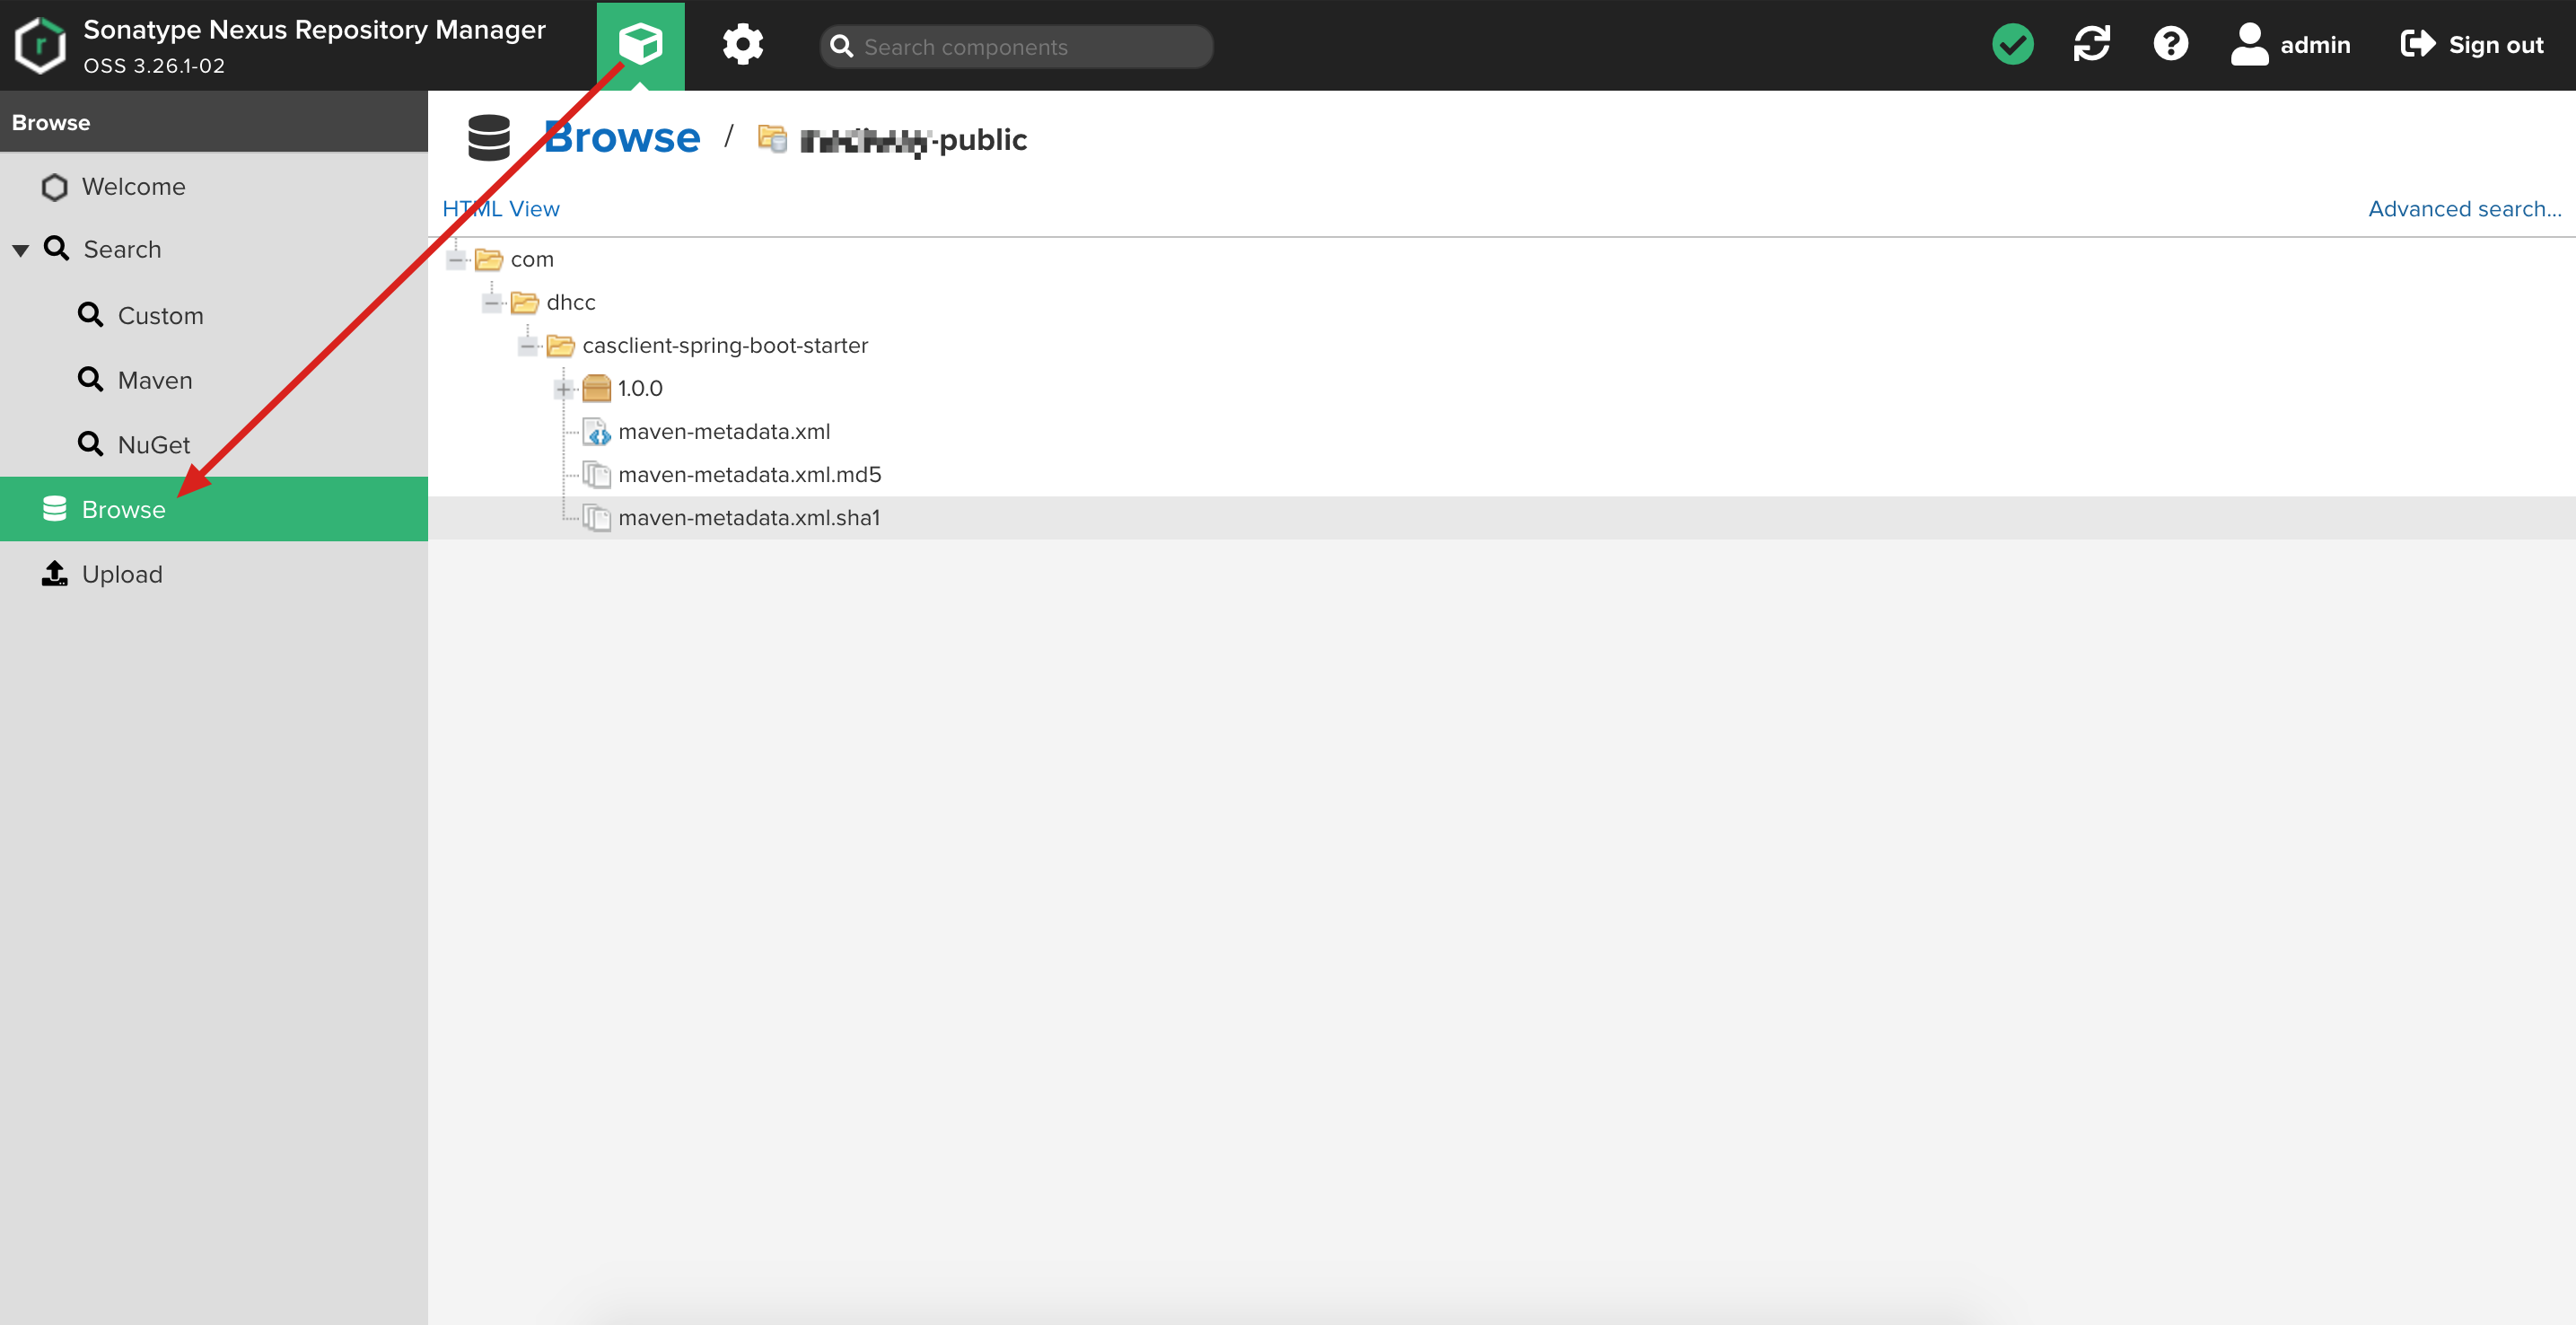 Sonatype Nexus Repository Manager
OSS 3.26.1-02
Search components
admin
Sign out
Browse
Welcome
Search
Custom
Maven
NuGet
Browse
Upload
Browse / -public
HTML View
Advanced search...
com
dhcc
casclient-spring-boot-starter
1.0.0
maven-metadata.xml
maven-metadata.xml.md5
maven-metadata.xml.sha1